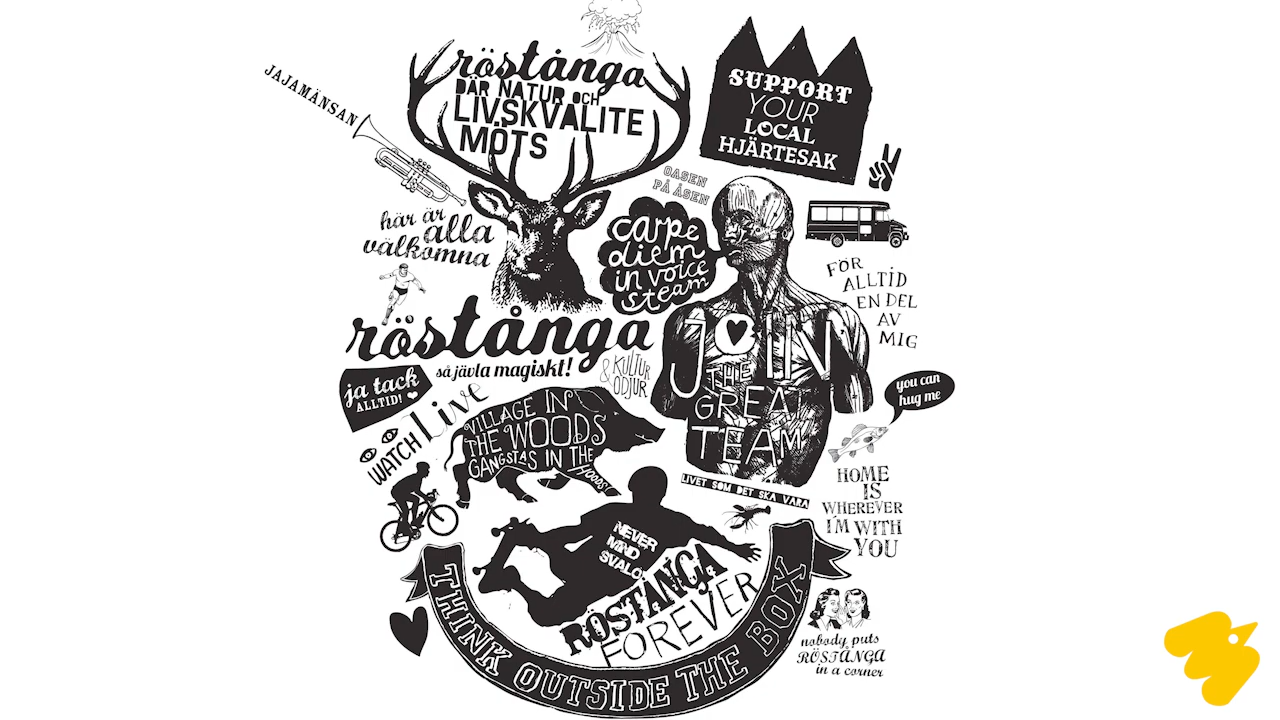 röstånga
DÄR NATUR OCH
LIVSKVALITE
MÖTS
JAJAMÄNSAN
SUPPORT
YOUR
LOCAL
HJÄRTESAK
OASEN
PÅ ÅSEN
här är
alla
välkomna
carpe
diem
in voice
steam
FÖR
ALLTID
EN DEL
AV
MIG
röstånga
så jävla magiskt!
& KULTUR
ODJUR
JOIN
THE
GREAT
TEAM
ja tack
ALLTID!
you can
hug me
WATCH Live
VILLAGE IN
THE WOODS
GANGSTAS IN THE
HOODS
LIVET SOM DET SKA VARA
HOME
IS
WHEREVER
I'M WITH
YOU
NEVER
MIND
SVALÖV
RÖSTÅNGA
FOREVER
THINK OUTSIDE THE BOX
nobody puts
RÖSTÅNGA
in a corner